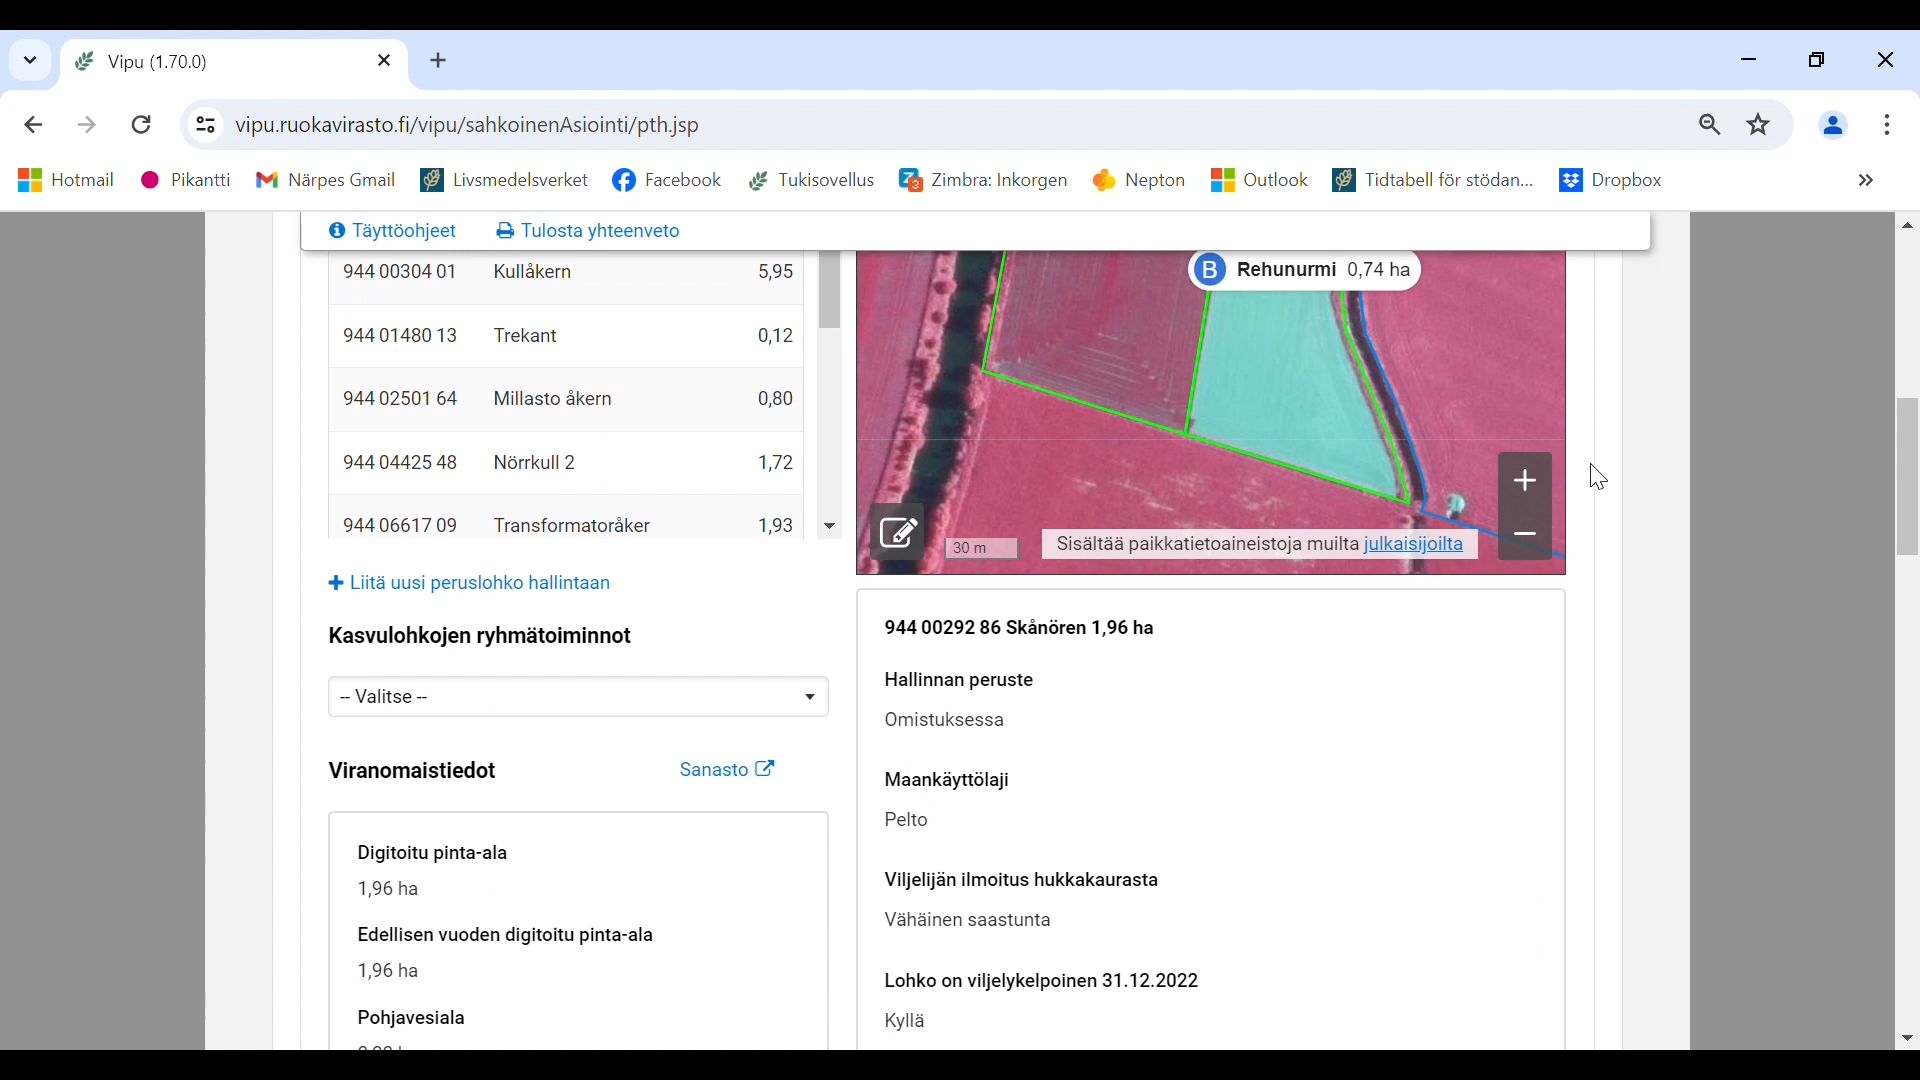 Vipu (1.70.0)
vipu.ruokavirasto.fi/vipu/sahkoinenAsiointi/pth.jsp
Hotmail Pikantti Närpes Gmail Livsmedelsverket Facebook Tukisovellus Zimbra: Inkorgen Nepton Outlook Tidtabell för stödan... Dropbox »
Täyttöohjeet Tulosta yhteenveto
944 00304 01 Kullåkern 5,95
944 01480 13 Trekant 0,12
944 02501 64 Millasto åkern 0,80
944 04425 48 Nörrkull 2 1,72
944 06617 09 Transformatoråker 1,93
+ Liitä uusi peruslohko hallintaan
Kasvulohkojen ryhmätoiminnot
-- Valitse --
Viranomaistiedot Sanasto
Digitoitu pinta-ala
1,96 ha
Edellisen vuoden digitoitu pinta-ala
1,96 ha
Pohjavesiala
B Rehunurmi 0,74 ha
+
−
30 m
Sisältää paikkatietoaineistoja muilta julkaisijoilta
944 00292 86 Skånören 1,96 ha
Hallinnan peruste
Omistuksessa
Maankäyttölaji
Pelto
Viljelijän ilmoitus hukkakaurasta
Vähäinen saastunta
Lohko on viljelykelpoinen 31.12.2022
Kyllä